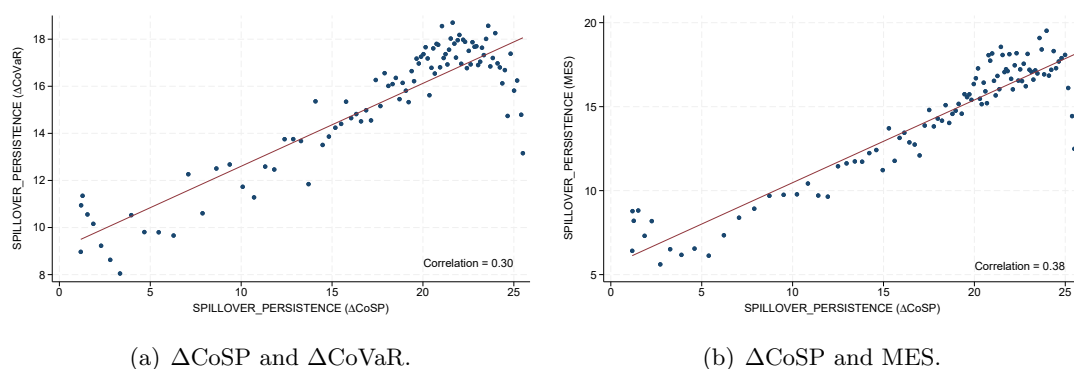 SPILLOVER_PERSISTENCE (ΔCoVaR)
18
16
14
12
10
8
0 5 10 15 20 25
Correlation = 0.30
SPILLOVER_PERSISTENCE (ΔCoSP)
(a) ΔCoSP and ΔCoVaR.
SPILLOVER_PERSISTENCE (MES)
20
15
10
5
0 5 10 15 20 25
Correlation = 0.38
SPILLOVER_PERSISTENCE (ΔCoSP)
(b) ΔCoSP and MES.